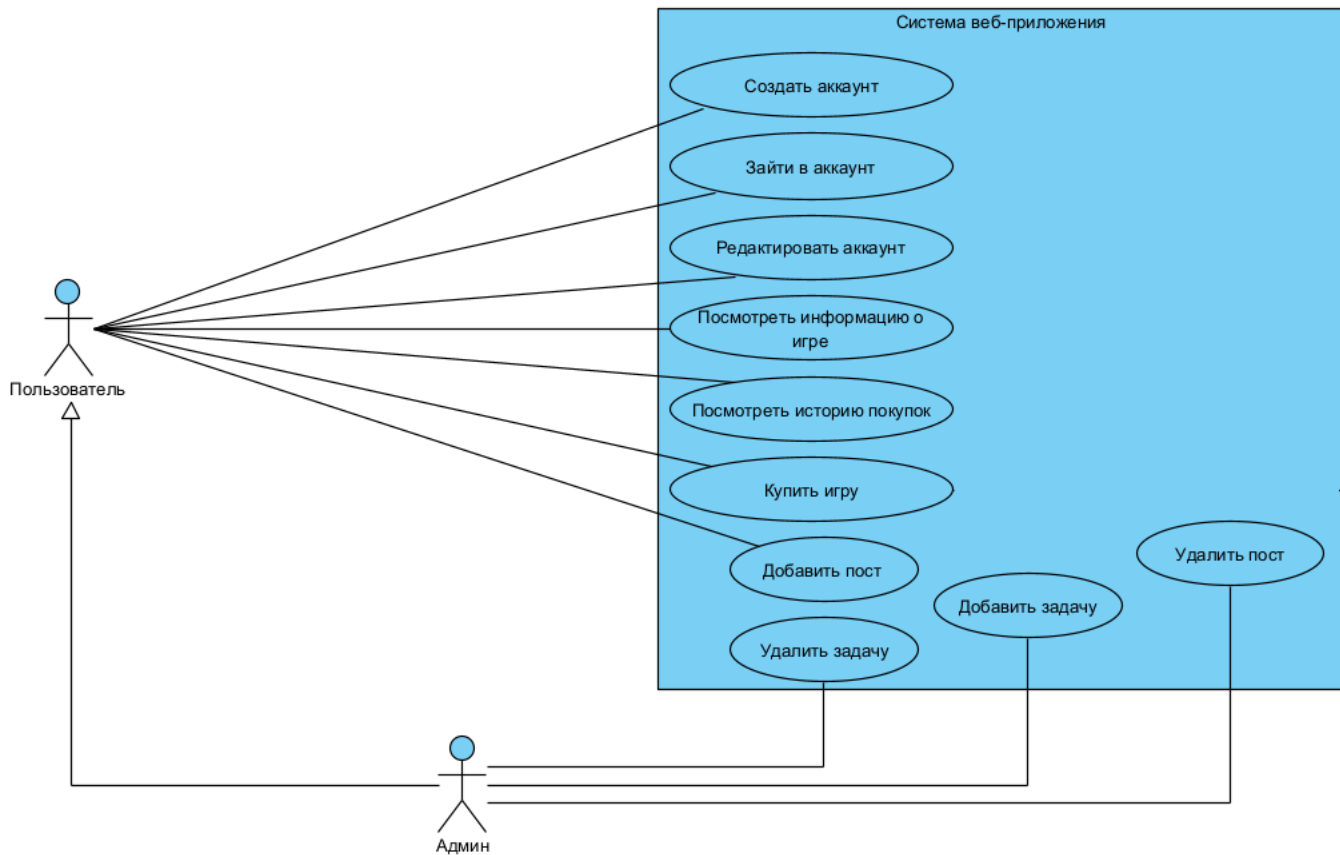 Система веб-приложения
Создать аккаунт
Зайти в аккаунт
Редактировать аккаунт
Посмотреть информацию о
игре
Пользователь
Посмотреть историю покупок
Купить игру
Удалить пост
Добавить пост
Добавить задачу
Удалить задачу
Админ